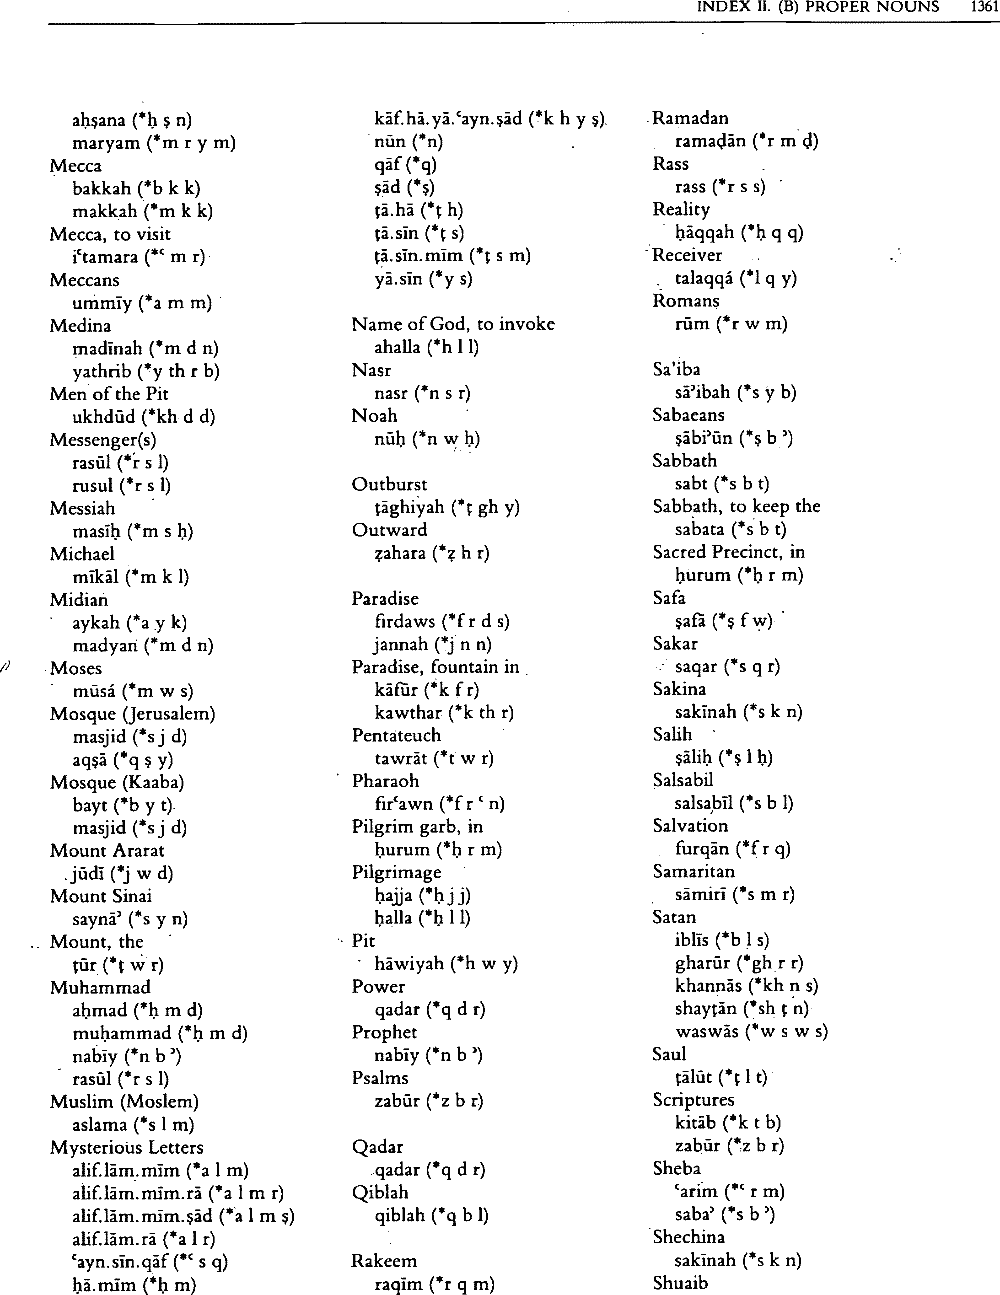 INDEX II. (B) PROPER NOUNS 1361
aḥṣana (*ḥ ṣ n)
maryam (*m r y m)
Mecca
bakkah (*b k k)
makkah (*m k k)
Mecca, to visit
iʿtamara (*ʿ m r)
Meccans
ummīy (*a m m)
Medina
madīnah (*m d n)
yathrib (*y th r b)
Men of the Pit
ukhdūd (*kh d d)
Messenger(s)
rasūl (*r s l)
rusul (*r s l)
Messiah
masīḥ (*m s ḥ)
Michael
mīkāl (*m k l)
Midian
aykah (*a y k)
madyan (*m d n)
Moses
mūsá (*m w s)
Mosque (Jerusalem)
masjid (*s j d)
aqṣā (*q ṣ y)
Mosque (Kaaba)
bayt (*b y t)
masjid (*s j d)
Mount Ararat
jūdī (*j w d)
Mount Sinai
saynāʾ (*s y n)
Mount, the
ṭūr (*ṭ w r)
Muhammad
aḥmad (*ḥ m d)
muḥammad (*ḥ m d)
nabīy (*n b ʾ)
rasūl (*r s l)
Muslim (Moslem)
aslama (*s l m)
Mysterious Letters
alif.lām.mīm (*a l m)
alif.lām.mīm.rā (*a l m r)
alif.lām.mīm.ṣād (*a l m ṣ)
alif.lām.rā (*a l r)
ʿayn.sīn.qāf (*ʿ s q)
ḥā.mīm (*ḥ m)
kāf.hā.yā.ʿayn.ṣād (*k h y ṣ)
nūn (*n)
qāf (*q)
ṣād (*ṣ)
ṭā.hā (*ṭ h)
ṭā.sīn (*ṭ s)
ṭā.sīn.mīm (*ṭ s m)
yā.sīn (*y s)
Name of God, to invoke
ahalla (*h l l)
Nasr
nasr (*n s r)
Noah
nūḥ (*n w ḥ)
Outburst
ṭāghiyah (*ṭ gh y)
Outward
ẓahara (*ẓ h r)
Paradise
firdaws (*f r d s)
jannah (*j n n)
Paradise, fountain in
kāfūr (*k f r)
kawthar (*k th r)
Pentateuch
tawrāt (*t w r)
Pharaoh
firʿawn (*f r ʿ n)
Pilgrim garb, in
ḥurum (*ḥ r m)
Pilgrimage
ḥajja (*ḥ j j)
ḥalla (*ḥ l l)
Pit
hāwiyah (*h w y)
Power
qadar (*q d r)
Prophet
nabīy (*n b ʾ)
Psalms
zabūr (*z b r)
Qadar
qadar (*q d r)
Qiblah
qiblah (*q b l)
Rakeem
raqīm (*r q m)
Ramadan
ramaḍān (*r m ḍ)
Rass
rass (*r s s)
Reality
ḥāqqah (*ḥ q q)
Receiver
talaqqá (*l q y)
Romans
rūm (*r w m)
Sa'iba
sāʾibah (*s y b)
Sabaeans
ṣābiʾūn (*ṣ b ʾ)
Sabbath
sabt (*s b t)
Sabbath, to keep the
sabata (*s b t)
Sacred Precinct, in
ḥurum (*ḥ r m)
Safa
ṣafā (*ṣ f w)
Sakar
saqar (*s q r)
Sakina
sakīnah (*s k n)
Salih
ṣāliḥ (*ṣ l ḥ)
Salsabil
salsabīl (*s b l)
Salvation
furqān (*f r q)
Samaritan
sāmirī (*s m r)
Satan
iblīs (*b l s)
gharūr (*gh r r)
khannās (*kh n s)
shayṭān (*sh ṭ n)
waswās (*w s w s)
Saul
ṭālūt (*ṭ l t)
Scriptures
kitāb (*k t b)
zabūr (*z b r)
Sheba
ʿarim (*ʿ r m)
sabaʾ (*s b ʾ)
Shechina
sakīnah (*s k n)
Shuaib